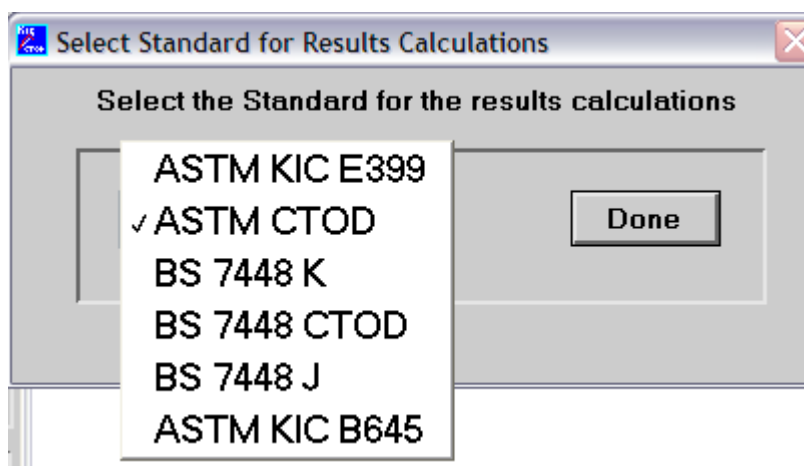 Select Standard for Results Calculations
Select the Standard for the results calculations
ASTM KIC E399
ASTM CTOD
Done
BS 7448 K
BS 7448 CTOD
BS 7448 J
ASTM KIC B645